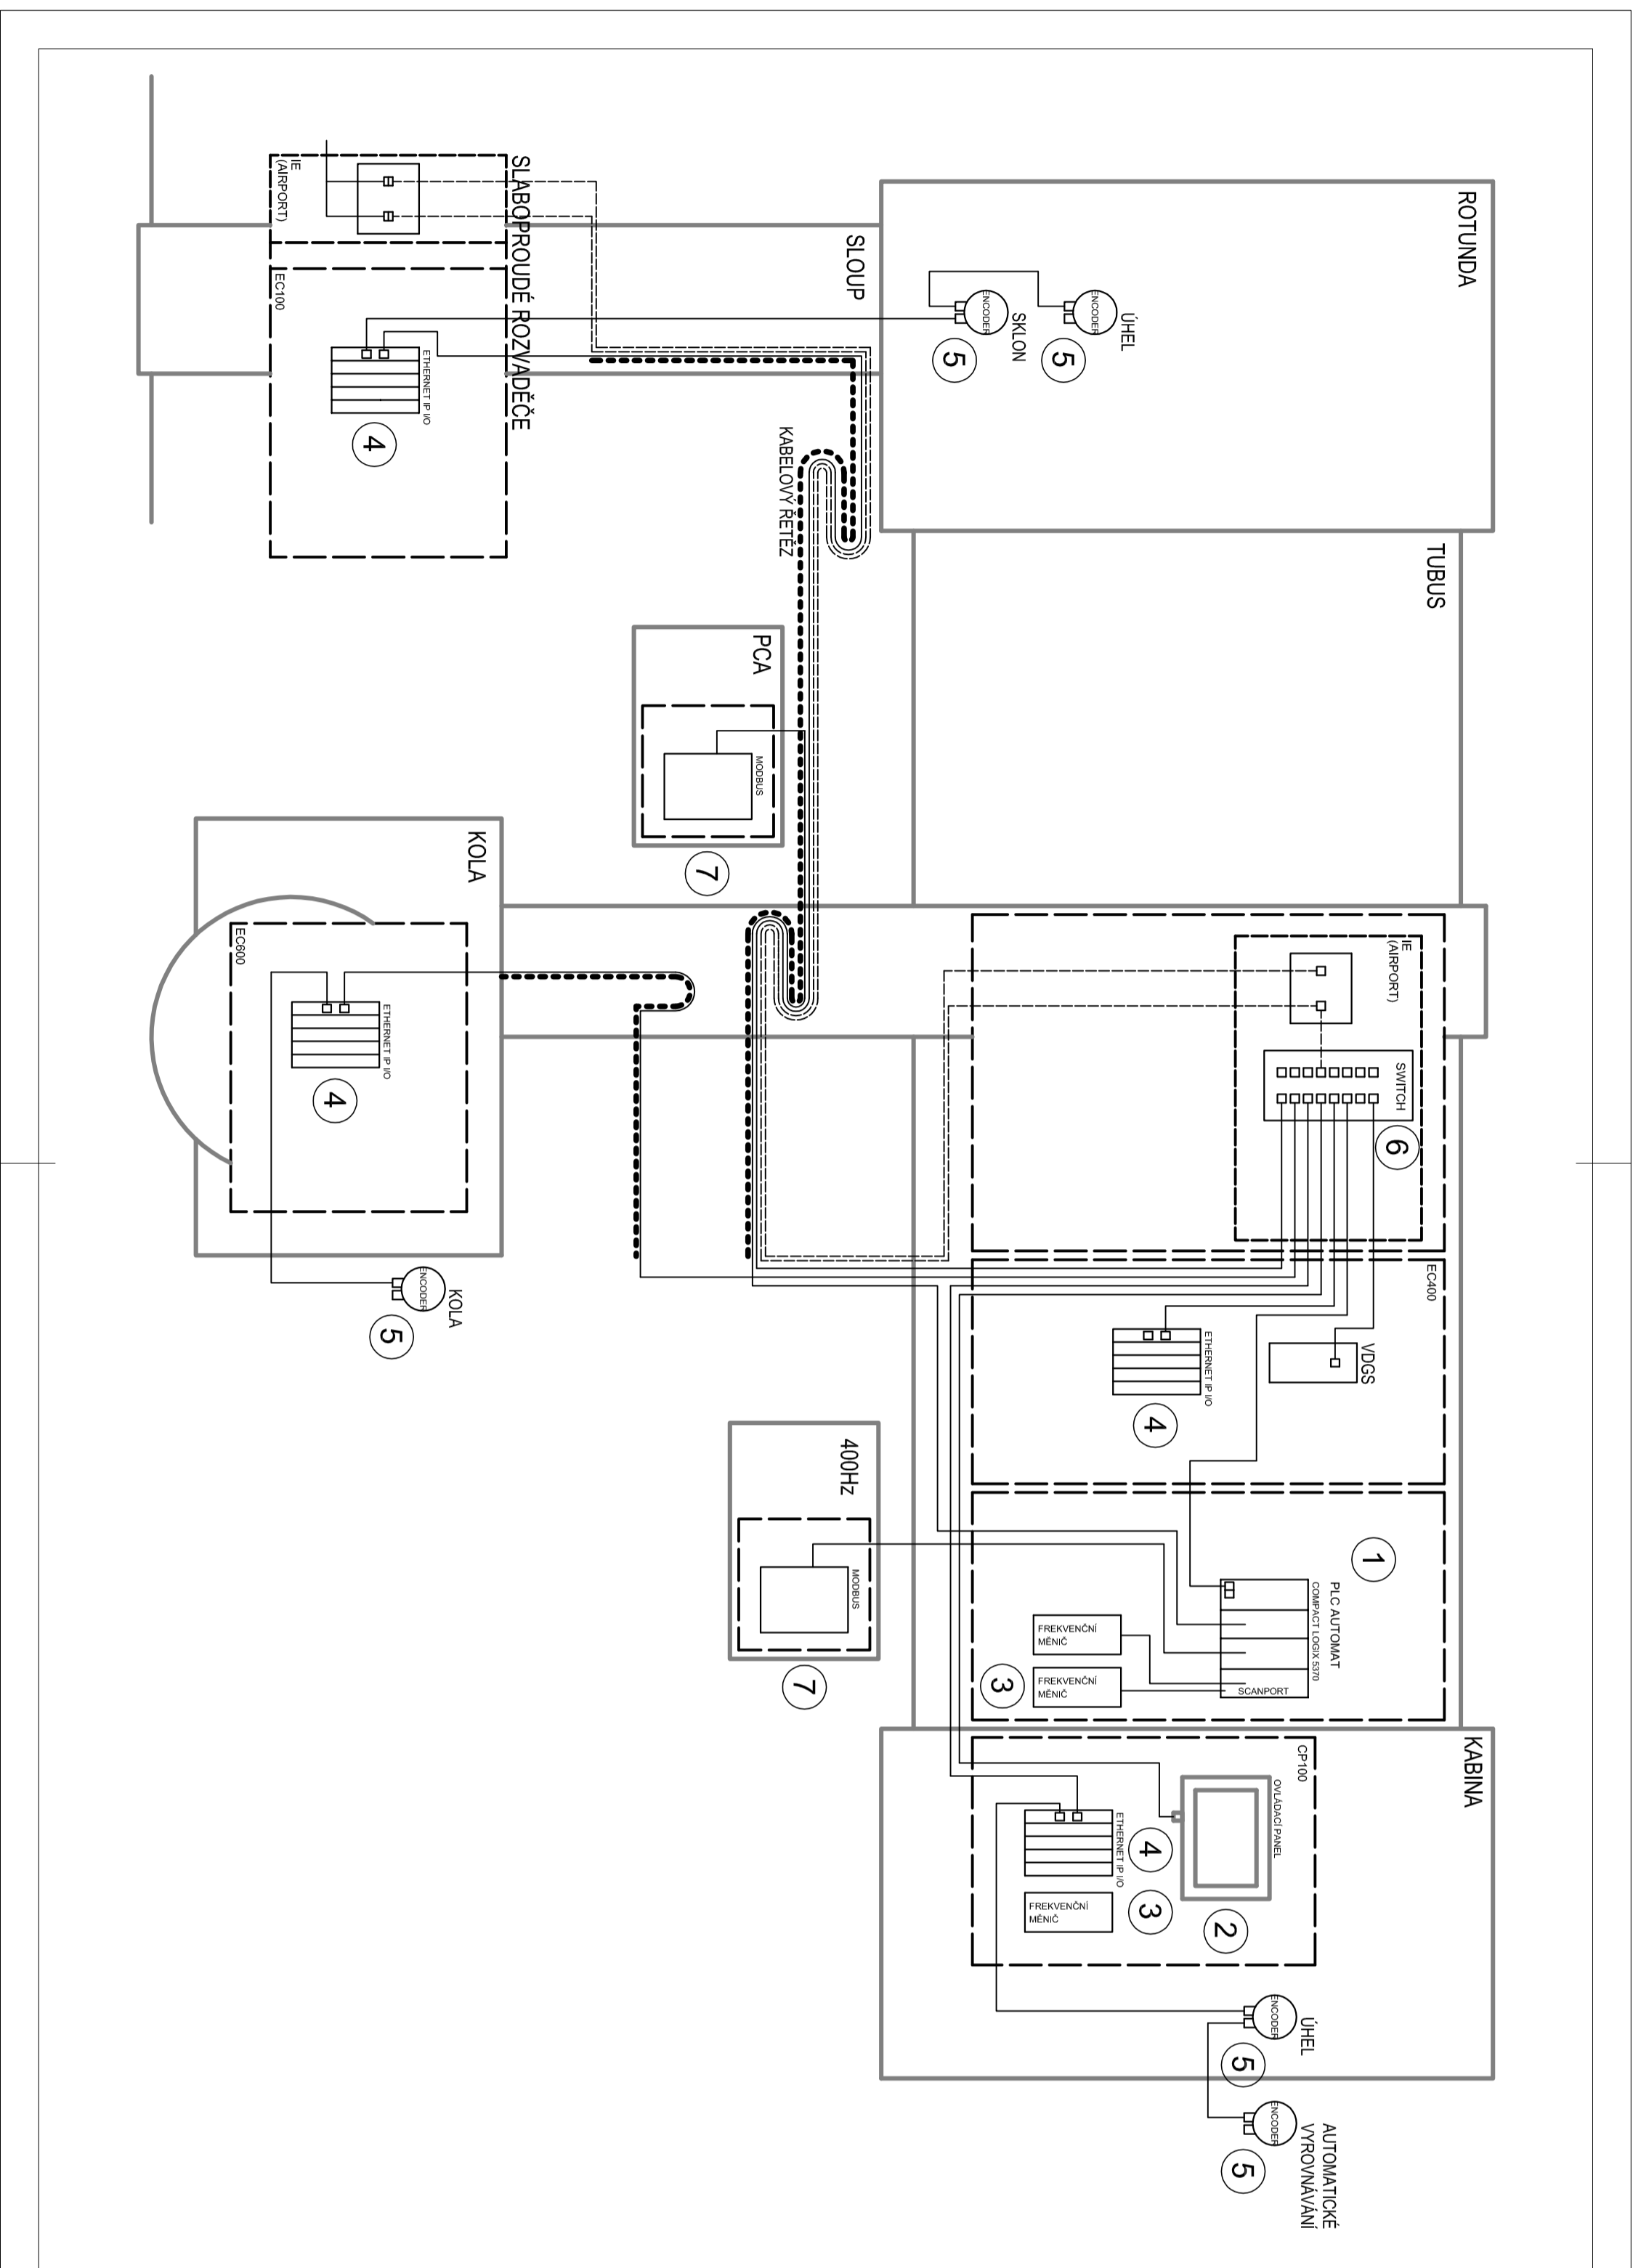 ROTUNDA
ÚHEL
ENCODER
5
SKLON
ENCODER
5
SLOUP
SLABOPROUDÉ ROZVADĚČE
IE
(AIRPORT)
EC100
ETHERNET IP I/O
4
KABELOVÝ ŘETĚZ
TUBUS
PCA
MODBUS
7
KOLA
EC600
ETHERNET IP I/O
4
KOLA
ENCODER
5
IE
(AIRPORT)
SWITCH
6
EC400
VDGS
ETHERNET IP I/O
4
400Hz
MODBUS
7
1
PLC AUTOMAT
COMPACT LOGIX 5370
SCANPORT
FREKVENČNÍ
MĚNIČ
FREKVENČNÍ
MĚNIČ
3
KABINA
CP100
OVLÁDACÍ PANEL
2
ETHERNET IP I/O
4
FREKVENČNÍ
MĚNIČ
3
ÚHEL
ENCODER
5
AUTOMATICKÉ
VYROVNÁVÁNÍ
ENCODER
5